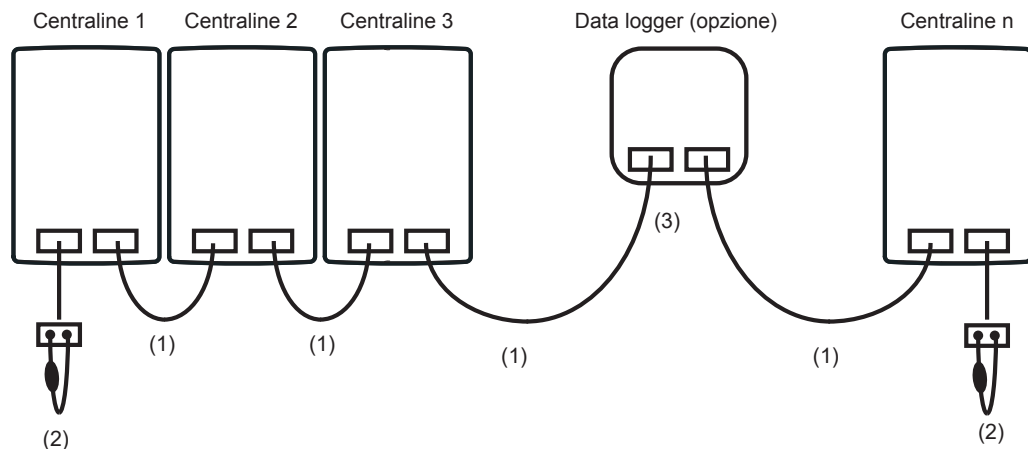 Centraline 1
Centraline 2
Centraline 3
Data logger (opzione)
Centraline n
(3)
(1)
(1)
(1)
(1)
(2)
(2)